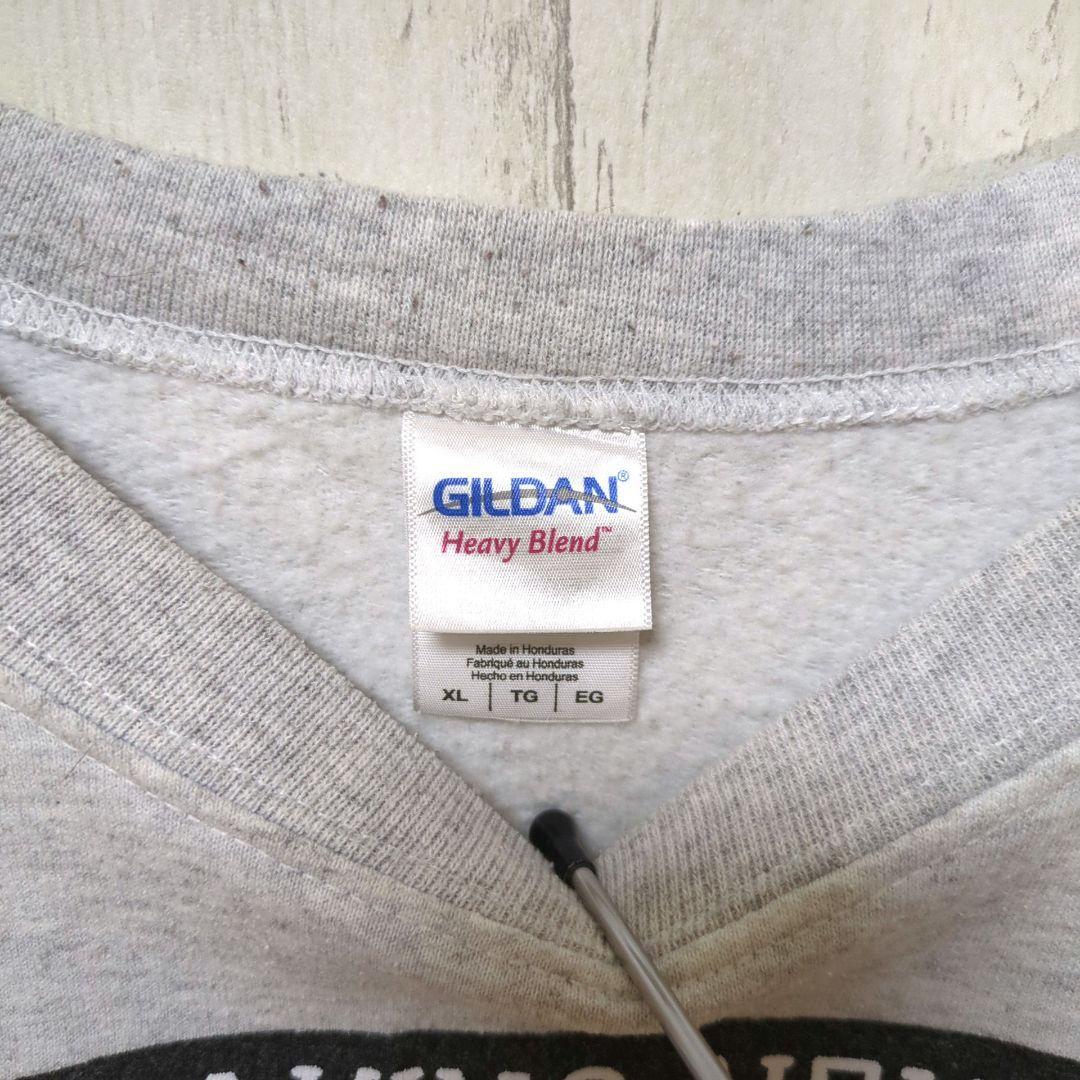 GILDAN®
Heavy Blend™
Made in Honduras
Fabriqué au Honduras
Hecho en Honduras
XL | TG | EG